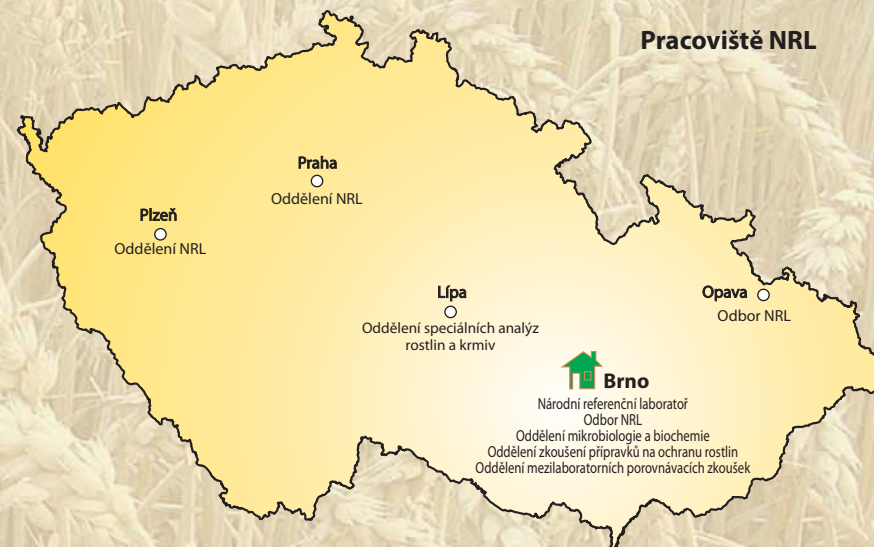 Pracoviště NRL
Praha
Oddělení NRL
Plzeň
Oddělení NRL
Lípa
Oddělení speciálních analýz
rostlin a krmiv
Opava
Odbor NRL
Brno
Národní referenční laboratoř
Odbor NRL
Oddělení mikrobiologie a biochemie
Oddělení zkoušení přípravků na ochranu rostlin
Oddělení mezilaboratorních porovnávacích zkoušek